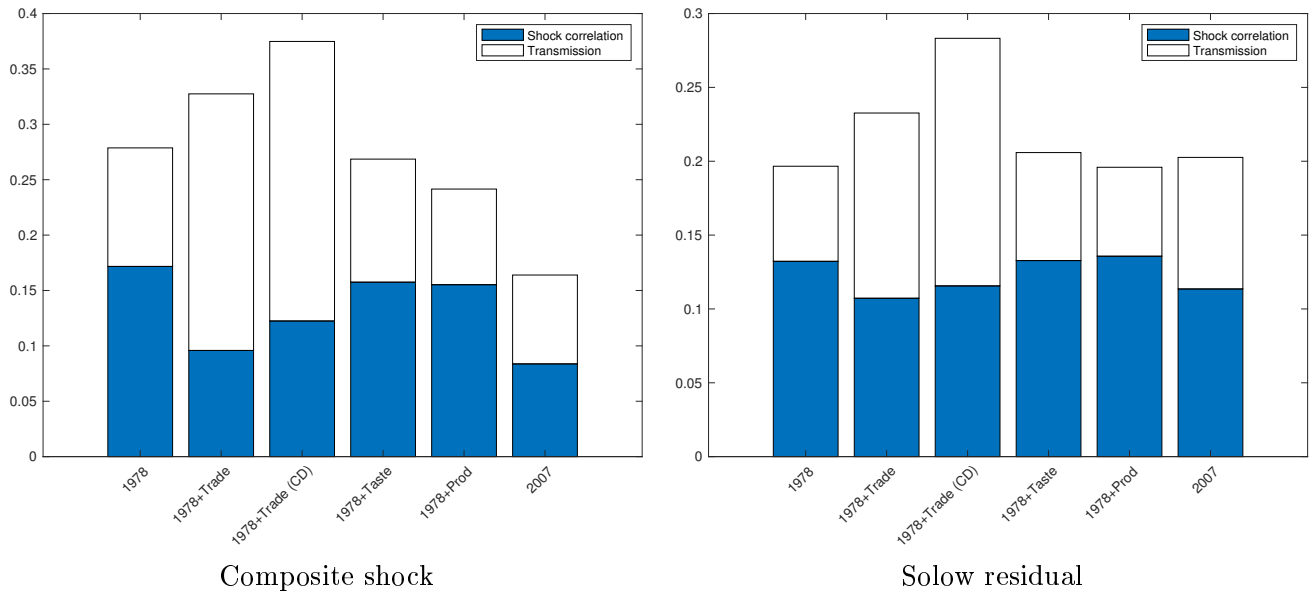 0.4
0.35
0.3
0.25
0.2
0.15
0.1
0.05
0
Shock correlation
Transmission
1978
1978+Trade
1978+Trade (CD)
1978+Taste
1978+Prod
2007
Composite shock
0.3
0.25
0.2
0.15
0.1
0.05
0
Shock correlation
Transmission
1978
1978+Trade
1978+Trade (CD)
1978+Taste
1978+Prod
2007
Solow residual